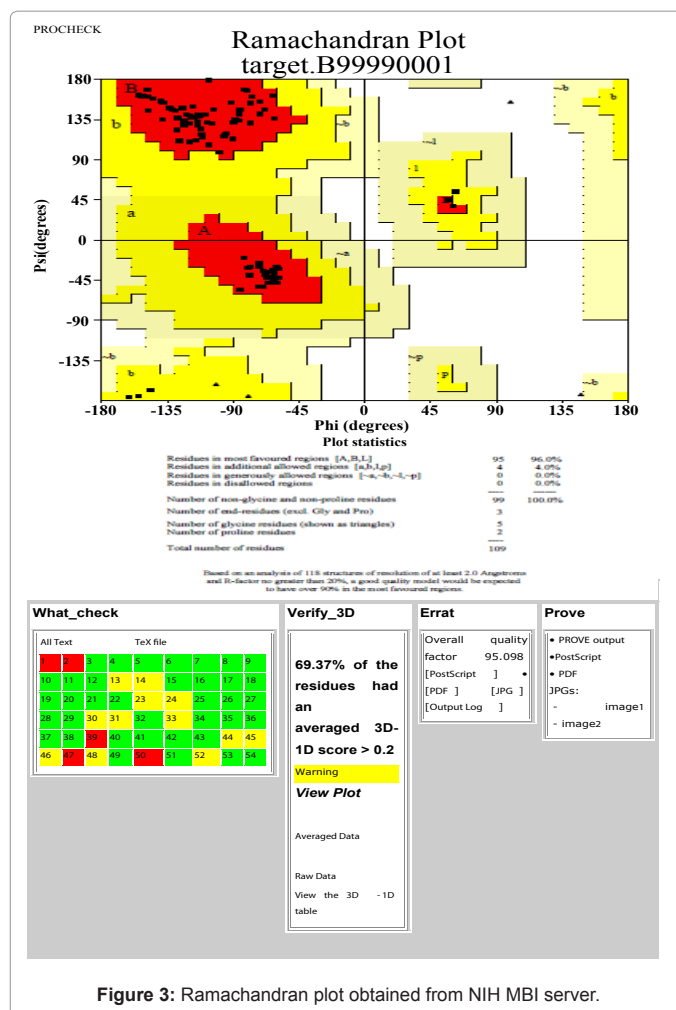 PROCHECK
Ramachandran Plot
target.B99990001
180
135
90
45
0
-45
-90
-135
Psi(degrees)
B
b
~b
~b
b
~l
l
L
a
A
~a
~b
b
~p
p
~b
-180 -135 -90 -45 0 45 90 135 180
Phi (degrees)
Plot statistics
Residues in most favoured regions [A,B,L] 95 96.0%
Residues in additional allowed regions [a,b,l,p] 4 4.0%
Residues in generously allowed regions [~a,~b,~l,~p] 0 0.0%
Residues in disallowed regions 0 0.0%
Number of non-glycine and non-proline residues 99 100.0%
Number of end-residues (excl. Gly and Pro) 3
Number of glycine residues (shown as triangles) 5
Number of proline residues 2
Total number of residues 109
Based on an analysis of 118 structures of resolution of at least 2.0 Angstroms
and R-factor no greater than 20%, a good quality model would be expected
to have over 90% in the most favoured regions.
What_check
All Text TeX file
1 2 3 4 5 6 7 8 9
10 11 12 13 14 15 16 17 18
19 20 21 22 23 24 25 26 27
28 29 30 31 32 33 34 35 36
37 38 39 40 41 42 43 44 45
46 47 48 49 50 51 52 53 54
Verify_3D
69.37% of the
residues had
an
averaged 3D-
1D score > 0.2
Warning
View Plot
Averaged Data
Raw Data
View the 3D -1D
table
Errat
Overall quality
factor 95.098
[PostScript ] •
[PDF ] [JPG ]
[Output Log ]
Prove
• PROVE output
•PostScript
• PDF
JPGs:
- image1
- image2
Figure 3: Ramachandran plot obtained from NIH MBI server.